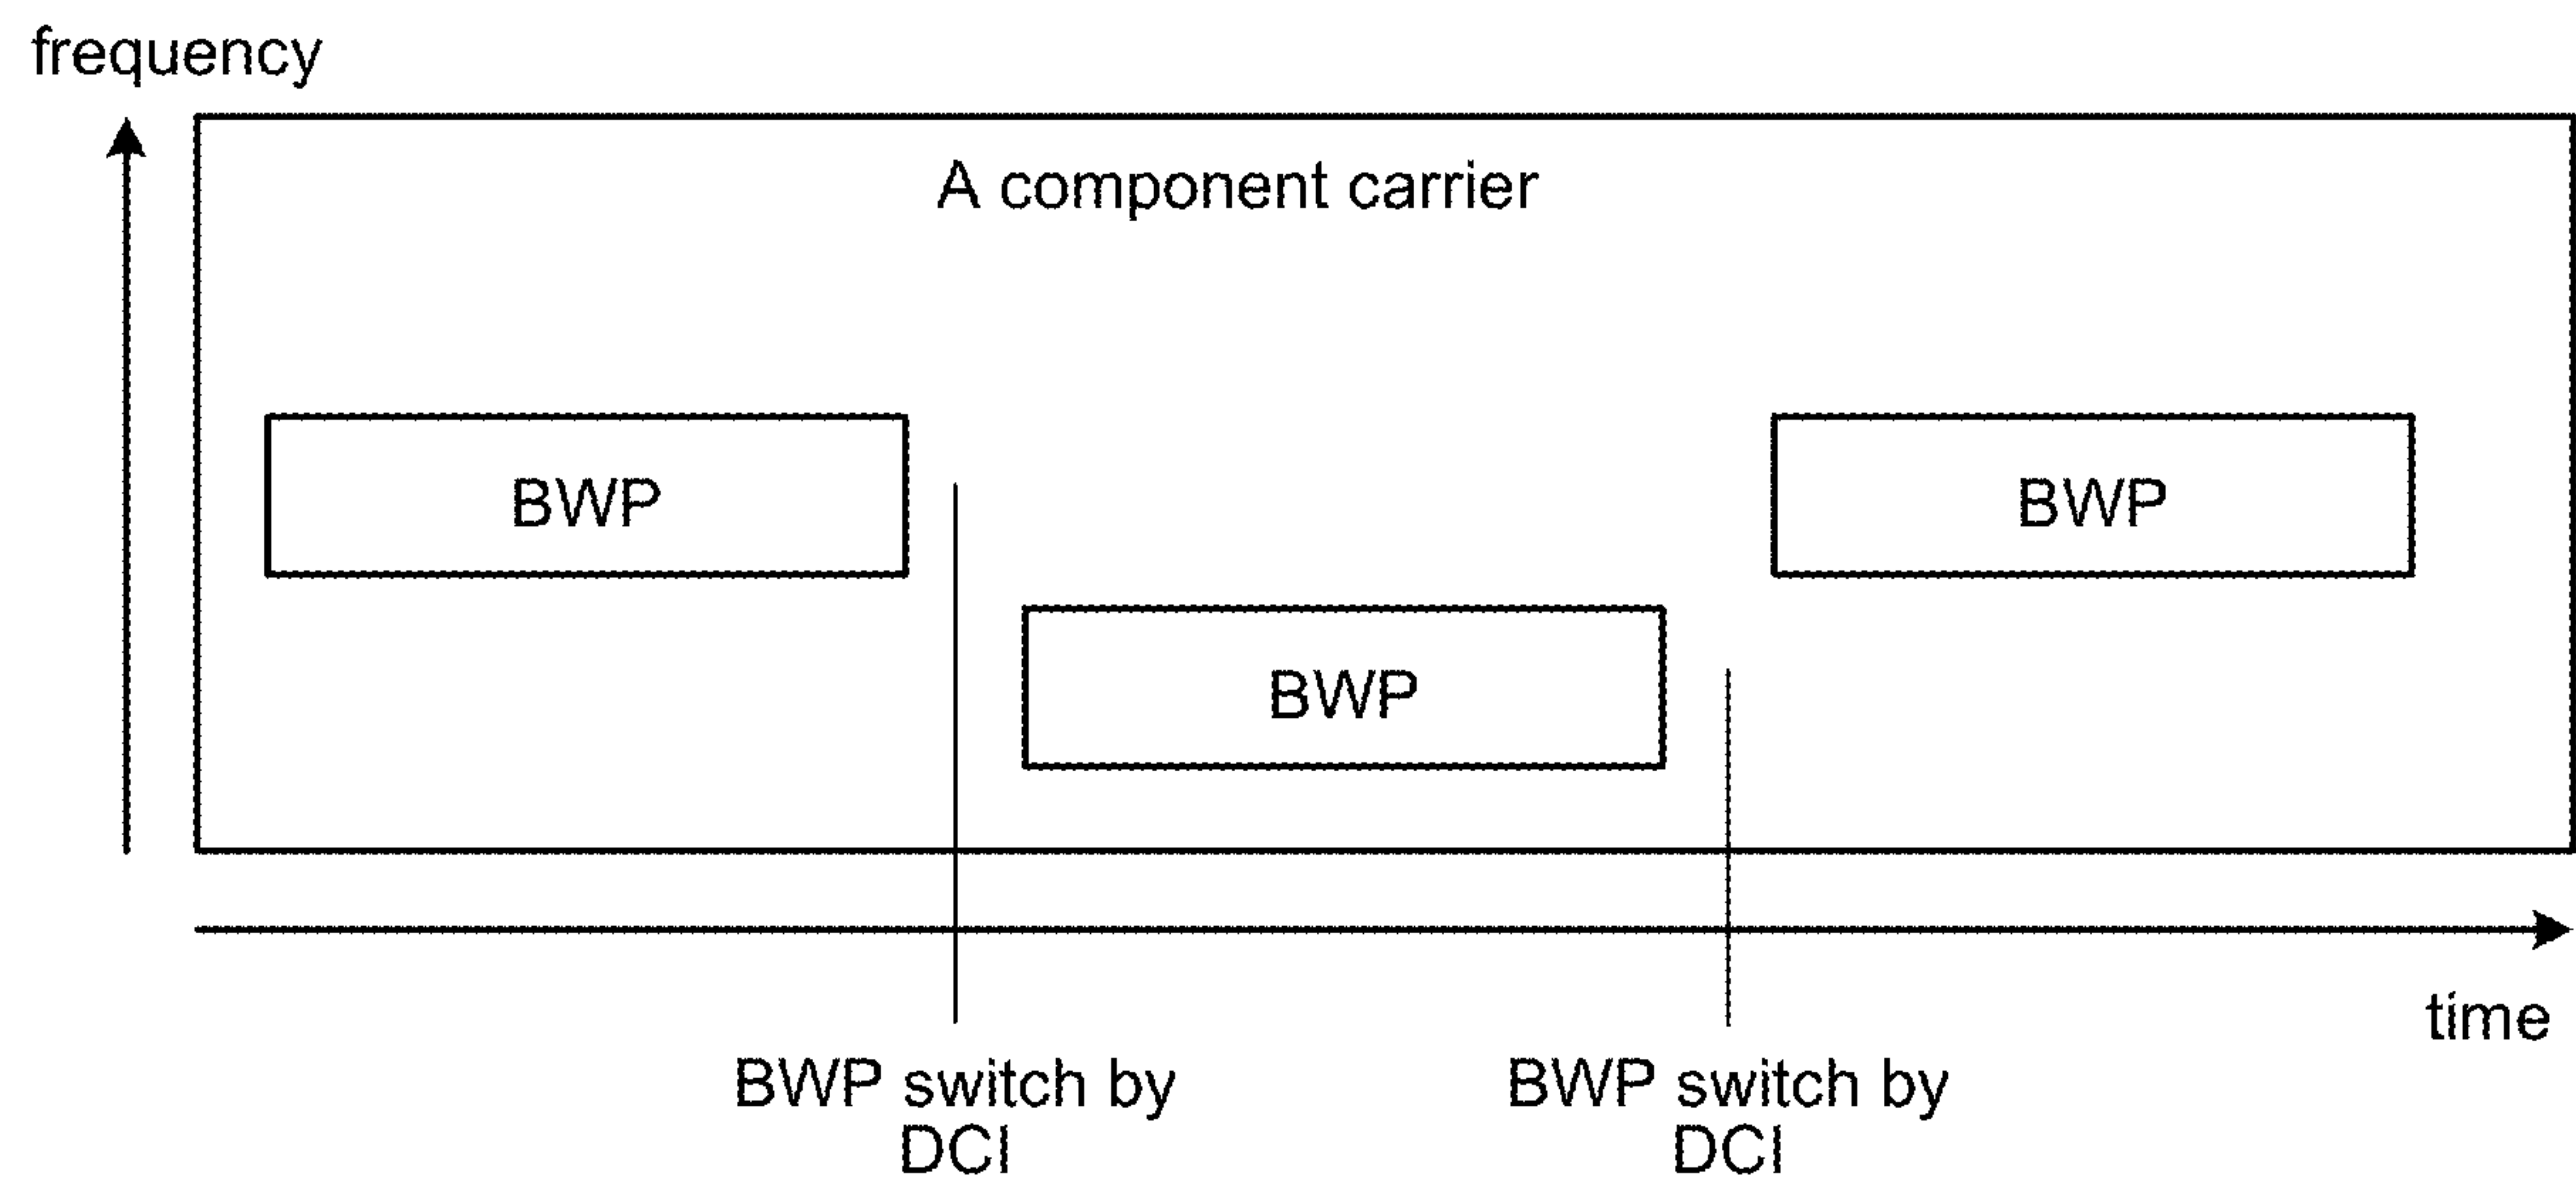 frequency
A component carrier
BWP
BWP
BWP
time
BWP switch by
DCI
BWP switch by
DCI